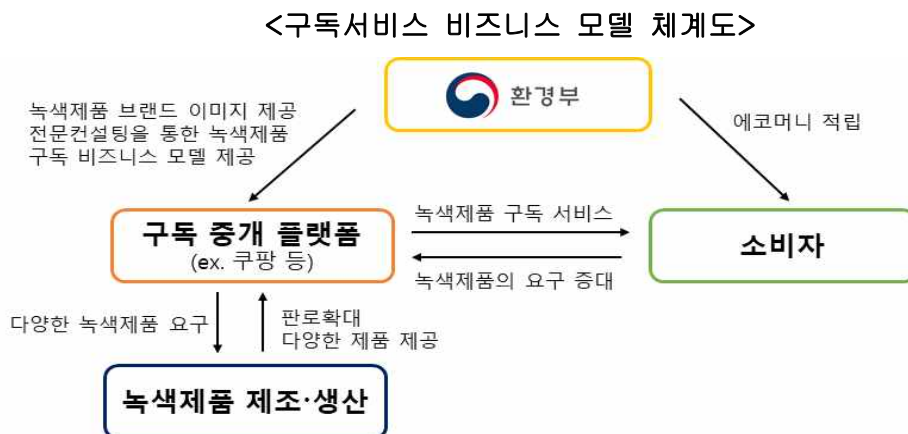 <구독서비스 비즈니스 모델 체계도>
환경부
녹색제품 브랜드 이미지 제공
전문컨설팅을 통한 녹색제품
구독 비즈니스 모델 제공
에코머니 적립
구독 중개 플랫폼
(ex. 쿠팡 등)
녹색제품 구독 서비스
녹색제품의 요구 증대
소비자
다양한 녹색제품 요구
판로확대
다양한 제품 제공
녹색제품 제조·생산